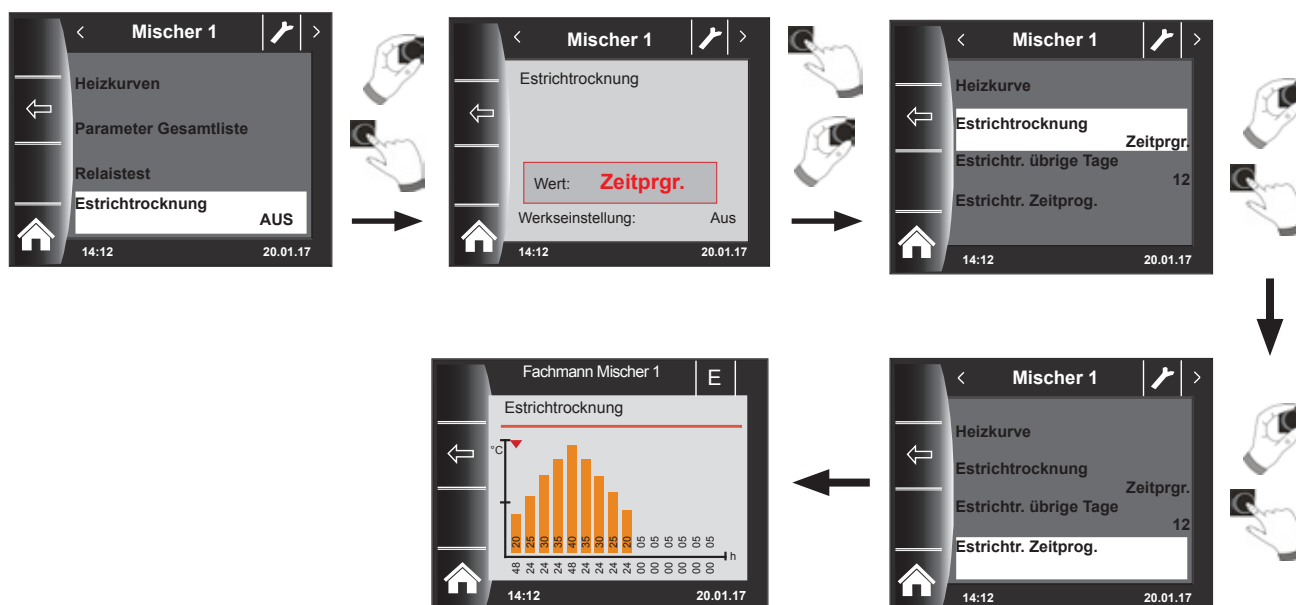 < Mischer 1 >
Heizkurven
Parameter Gesamtliste
Relaistest
Estrichtrocknung
AUS
14:12 20.01.17
< Mischer 1 >
Estrichtrocknung
Wert: Zeitprgr.
Werkseinstellung: Aus
14:12 20.01.17
< Mischer 1 >
Heizkurve
Estrichtrocknung
Zeitprgr.
Estrichtr. übrige Tage
12
Estrichtr. Zeitprog.
14:12 20.01.17
< Mischer 1 >
Heizkurve
Estrichtrocknung
Zeitprgr.
Estrichtr. übrige Tage
12
Estrichtr. Zeitprog.
14:12 20.01.17
Fachmann Mischer 1 E
Estrichtrocknung
°C
20 25 30 35 40 35 30 25 20 05 05 05 05 05 05
h
48 24 24 24 48 24 24 24 24 00 00 00 00 00 00
14:12 20.01.17